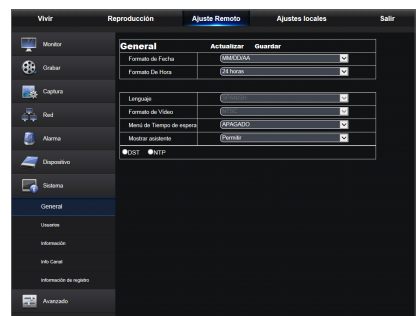 Vivir Reproducción Ajuste Remoto Ajustes locales Salir
Monitor
Grabar
Captura
Red
Alarma
Dispositivo
Sistema
General
Usuarios
Información
Info Canal
Información de registro
Avanzado
General Actualizar Guardar
Formato de Fecha MM/DD/AA
Formato De Hora 24 horas
Lenguaje
Formato de Vídeo NTSC
Menú de Tiempo de espera APAGADO
Mostrar asistente Permitir
DST NTP